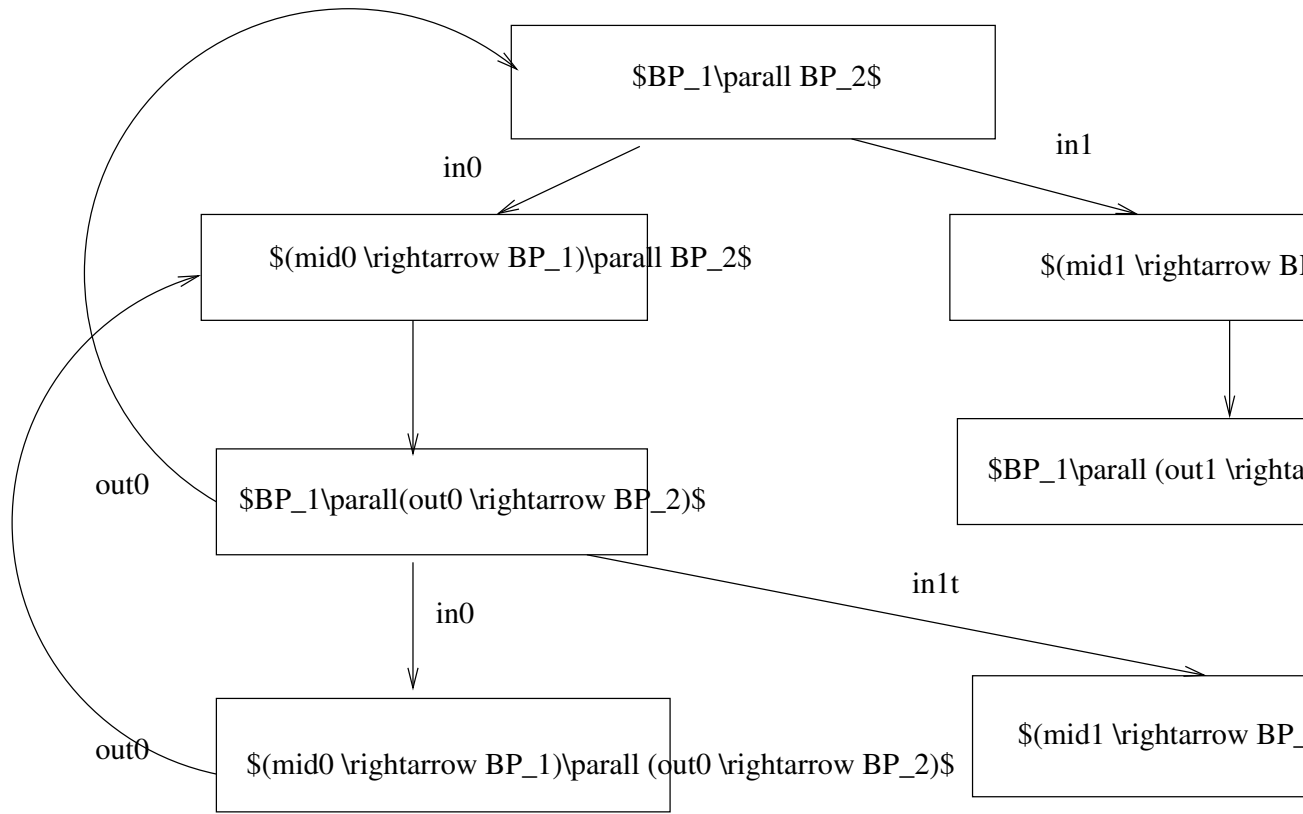 $BP_1\parall BP_2$
in0
in1
$(mid0 \rightarrow BP_1)\parall BP_2$
$(mid1 \rightarrow
out0
$BP_1\parall(out0 \rightarrow BP_2)$
$BP_1\parall (out1
in0
in1t
out0
$(mid0 \rightarrow BP_1)\parall (out0 \rightarrow BP_2)$
$(mid1 \rightarrow BP_